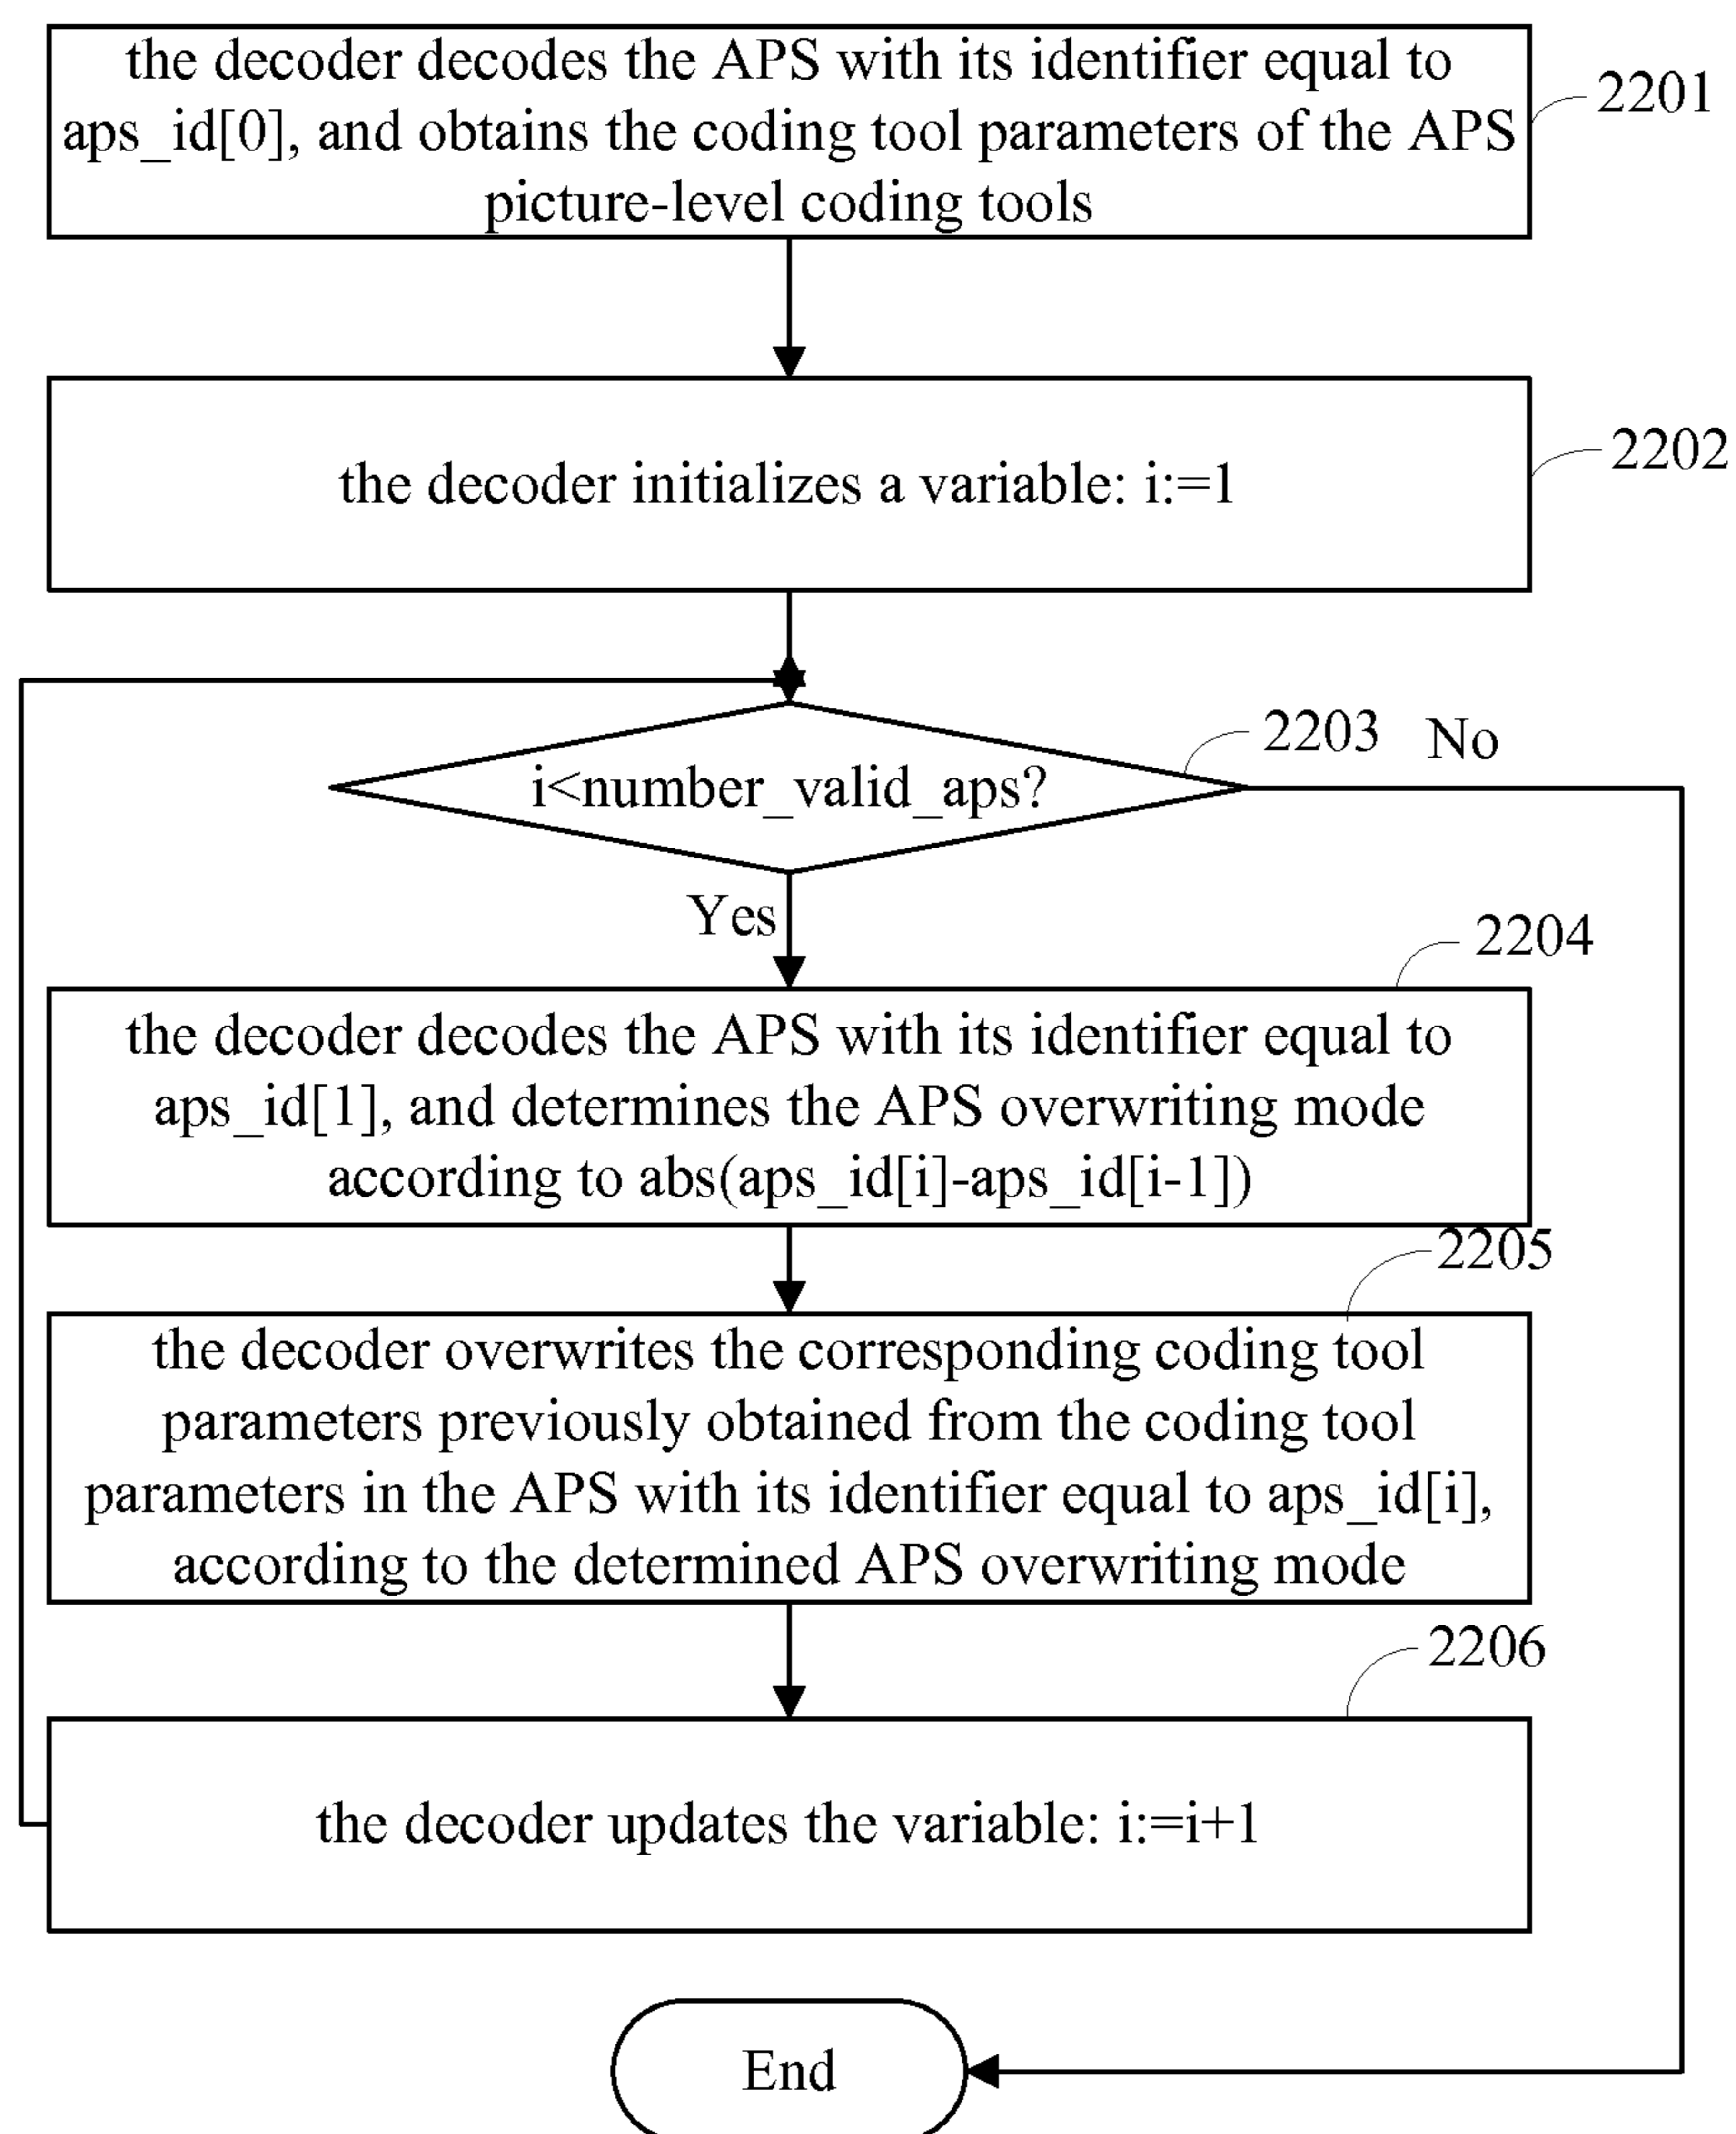 the decoder decodes the APS with its identifier equal to
aps_id[0], and obtains the coding tool parameters of the APS
picture-level coding tools
2201
the decoder initializes a variable: i:=1
2202
i<number_valid_aps?
2203
No
Yes
2204
the decoder decodes the APS with its identifier equal to
aps_id[1], and determines the APS overwriting mode
according to abs(aps_id[i]-aps_id[i-1])
2205
the decoder overwrites the corresponding coding tool
parameters previously obtained from the coding tool
parameters in the APS with its identifier equal to aps_id[i],
according to the determined APS overwriting mode
2206
the decoder updates the variable: i:=i+1
End